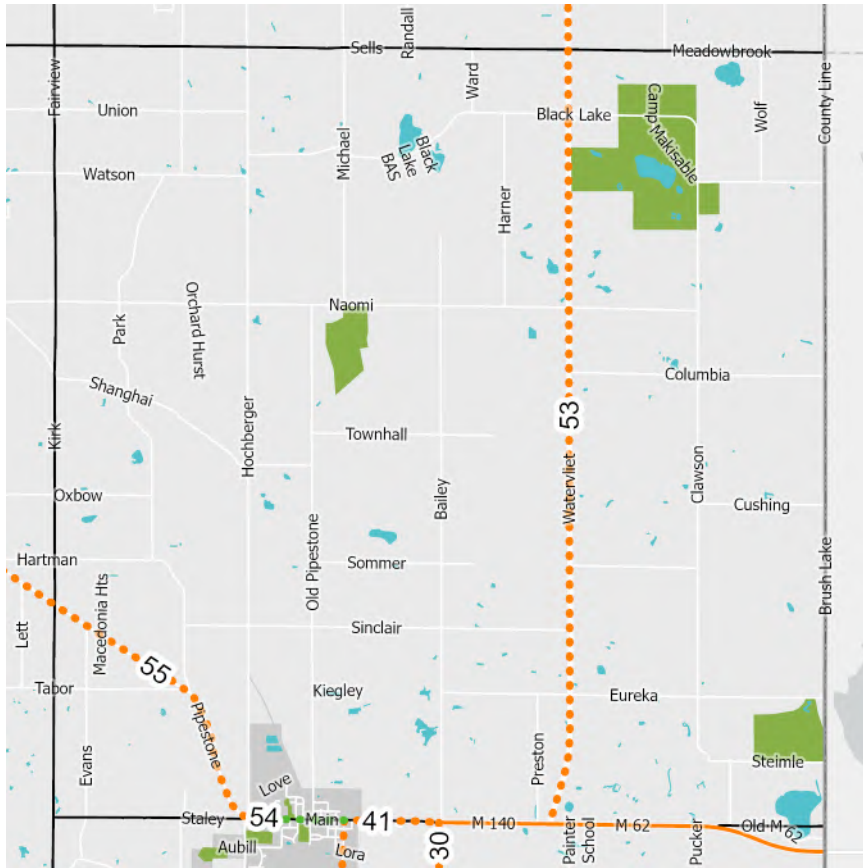 Randall
Sells
Meadowbrook
Fairview
Ward
Camp Makisable
Wolf
County Line
Union
Black Lake
Michael
Black
Lake
BAS
Watson
Harner
Naomi
Orchard Hurst
Park
Columbia
Shanghai
53
Kirk
Hochberger
Townhall
Watervliet
Clawson
Oxbow
Bailey
Cushing
Old Pipestone
Hartman
Sommer
Brush Lake
Lett
Macedonia Hts
Sinclair
55
Tabor
Kiegley
Eureka
Pipestone
Evans
Preston
Steimle
Love
Staley
54
Main
41
M 140
M 62
Old M-62
30
Painter
School
Pucker
Aubill
Lora